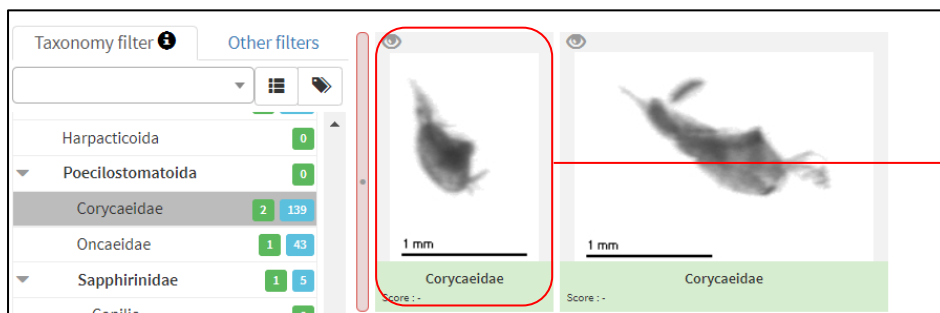 Taxonomy filter
Other filters
Harpacticoida 0
Poecilostomatoida 0
Corycaeidae 2 139
Oncaeidae 1 43
Sapphirinidae 1 5
1 mm
Corycaeidae
Score : -
1 mm
Corycaeidae
Score : -